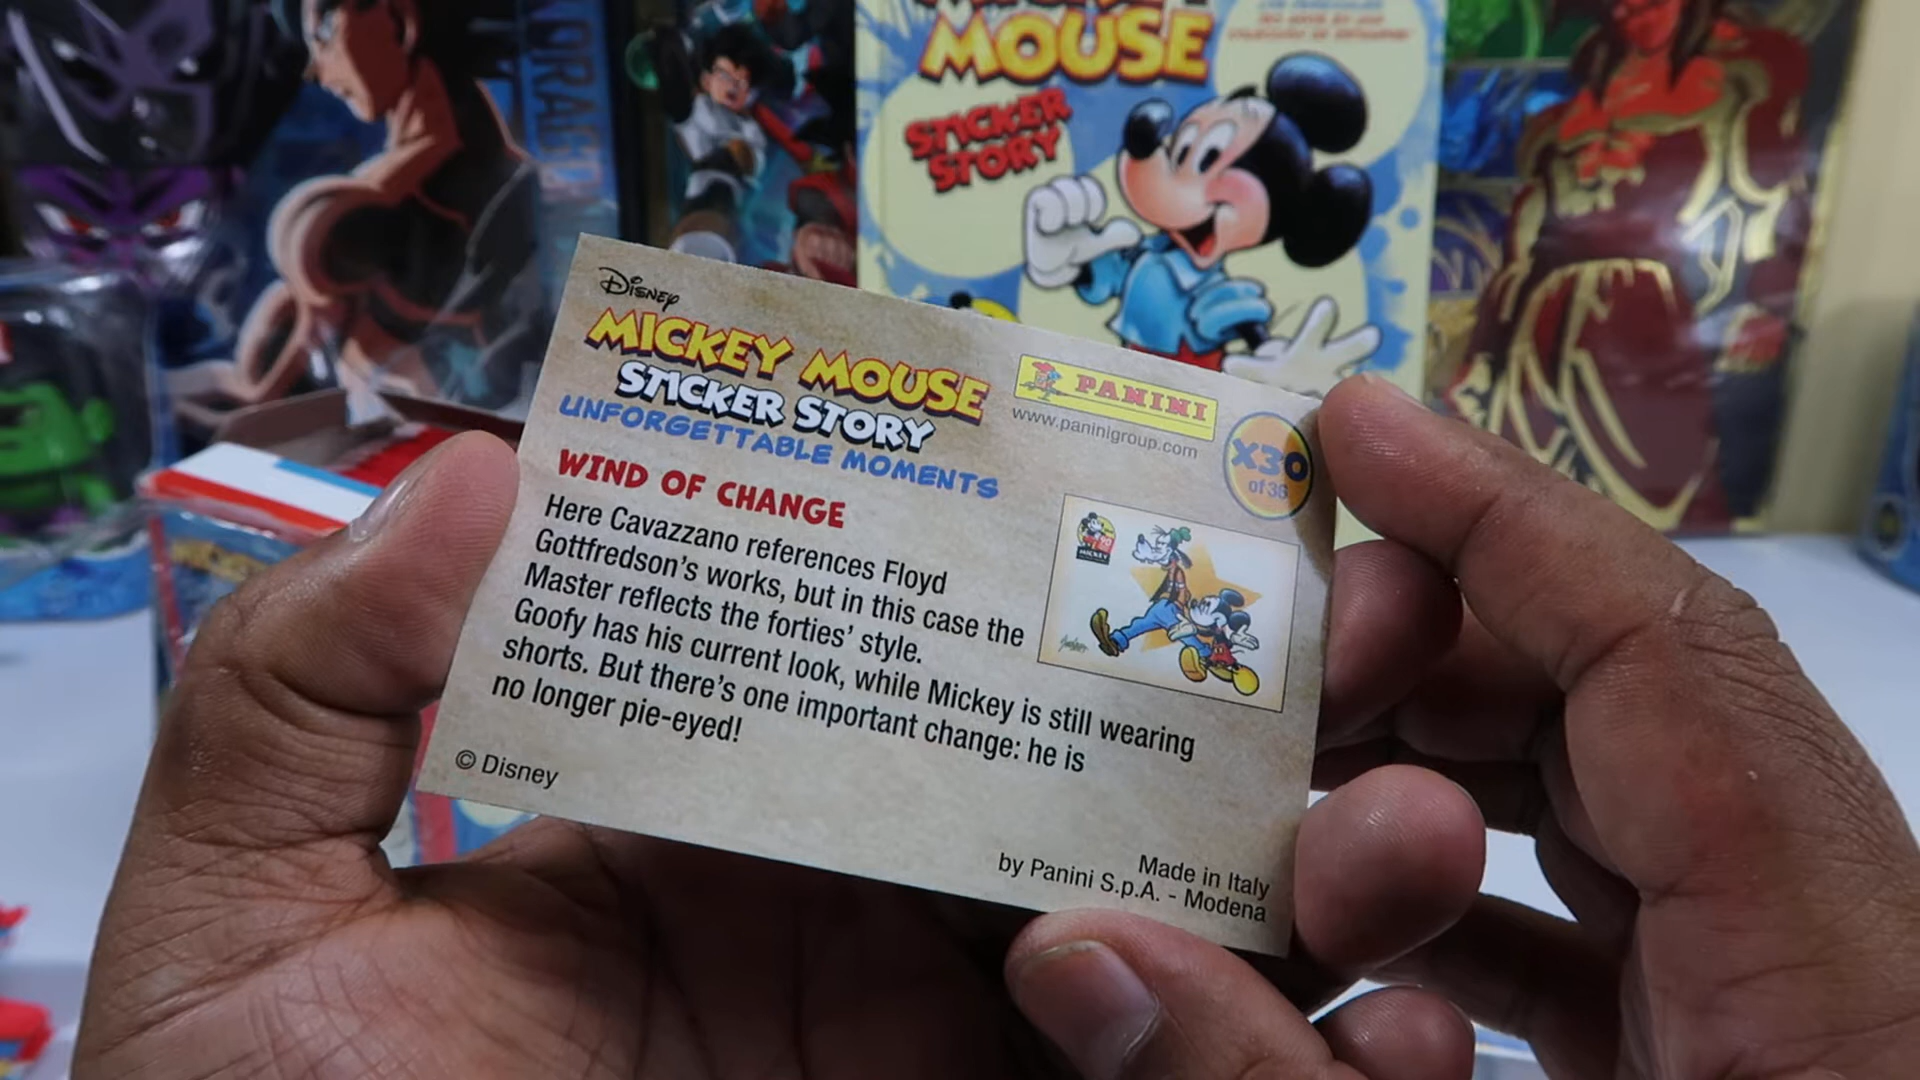 MOUSE
STICKER
STORY
Disney
MICKEY MOUSE
STICKER STORY
UNFORGETTABLE MOMENTS
PANINI
www.paninigroup.com
X30
of 36
WIND OF CHANGE
Here Cavazzano references Floyd
Gottfredson's works, but in this case the
Master reflects the forties' style.
Goofy has his current look, while Mickey is still wearing
shorts. But there's one important change: he is
no longer pie-eyed!
90
MICKEY
© Disney
Made in Italy
by Panini S.p.A. - Modena